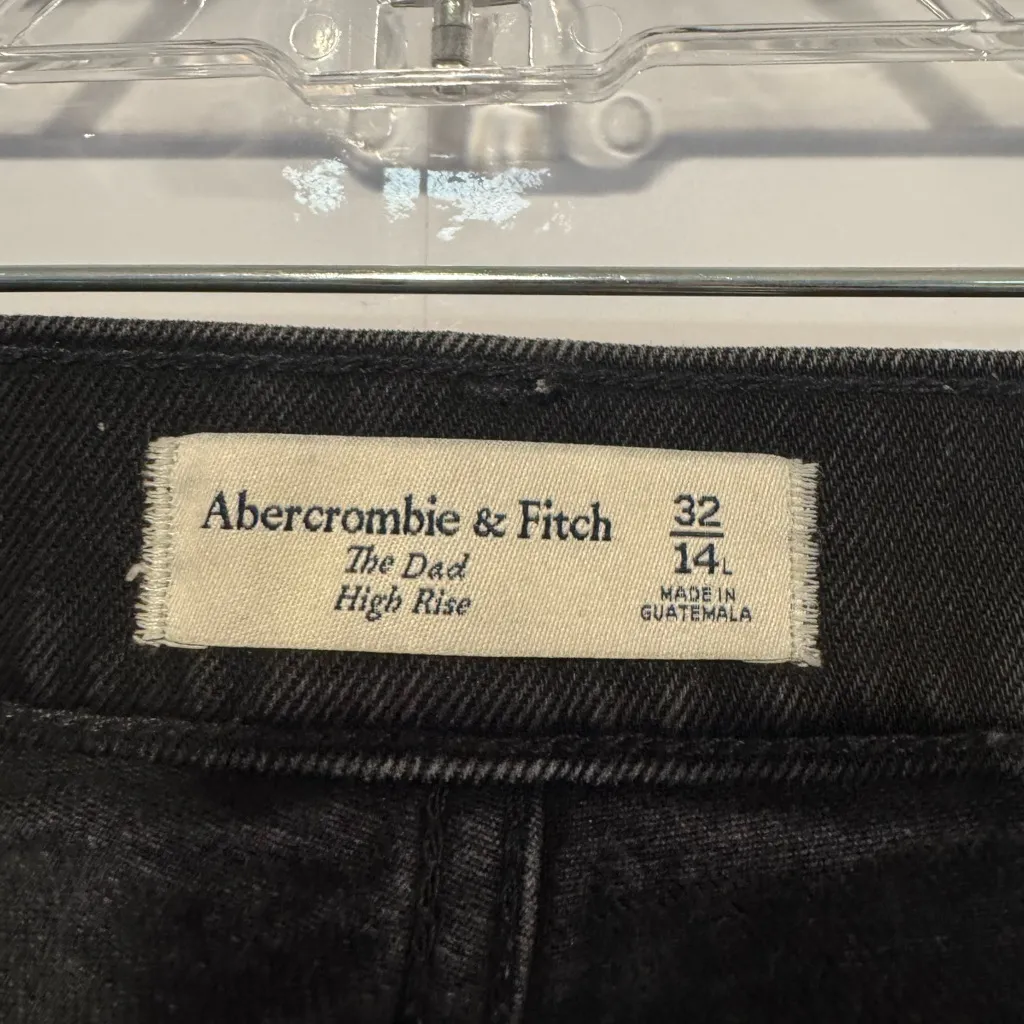 Abercrombie & Fitch
The Dad
High Rise
32
14L
MADE IN
GUATEMALA